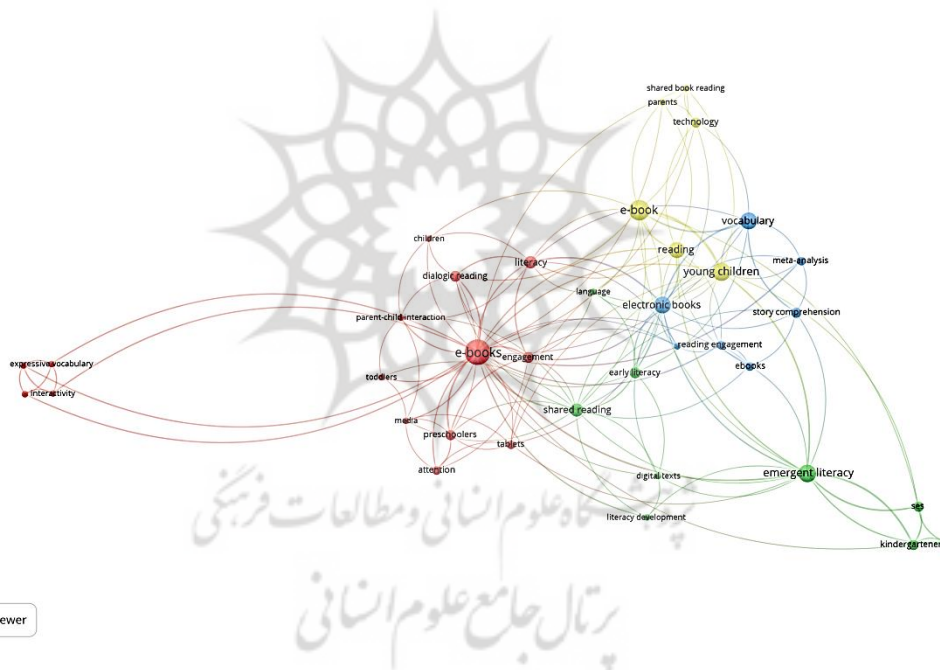 shared book reading
parents
technology
e-book
vocabulary
children
reading
meta-analysis
literacy
young children
dialogic reading
language
electronic books
story comprehension
parent-child interaction
reading engagement
e-books
engagement
expressive vocabulary
ebooks
early literacy
toddlers
interactivity
shared reading
media
preschoolers
tablets
attention
emergent literacy
digital texts
ses
literacy development
kindergartener
پژوهشگاه علوم انسانی و مطالعات فرهنگی
پرتال جامع علوم انسانی
ewer